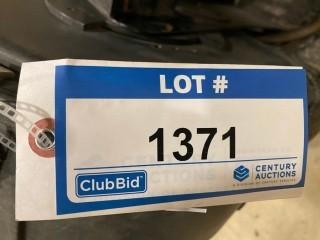 LOT #
1371
ClubBid
CENTURY
AUCTIONS